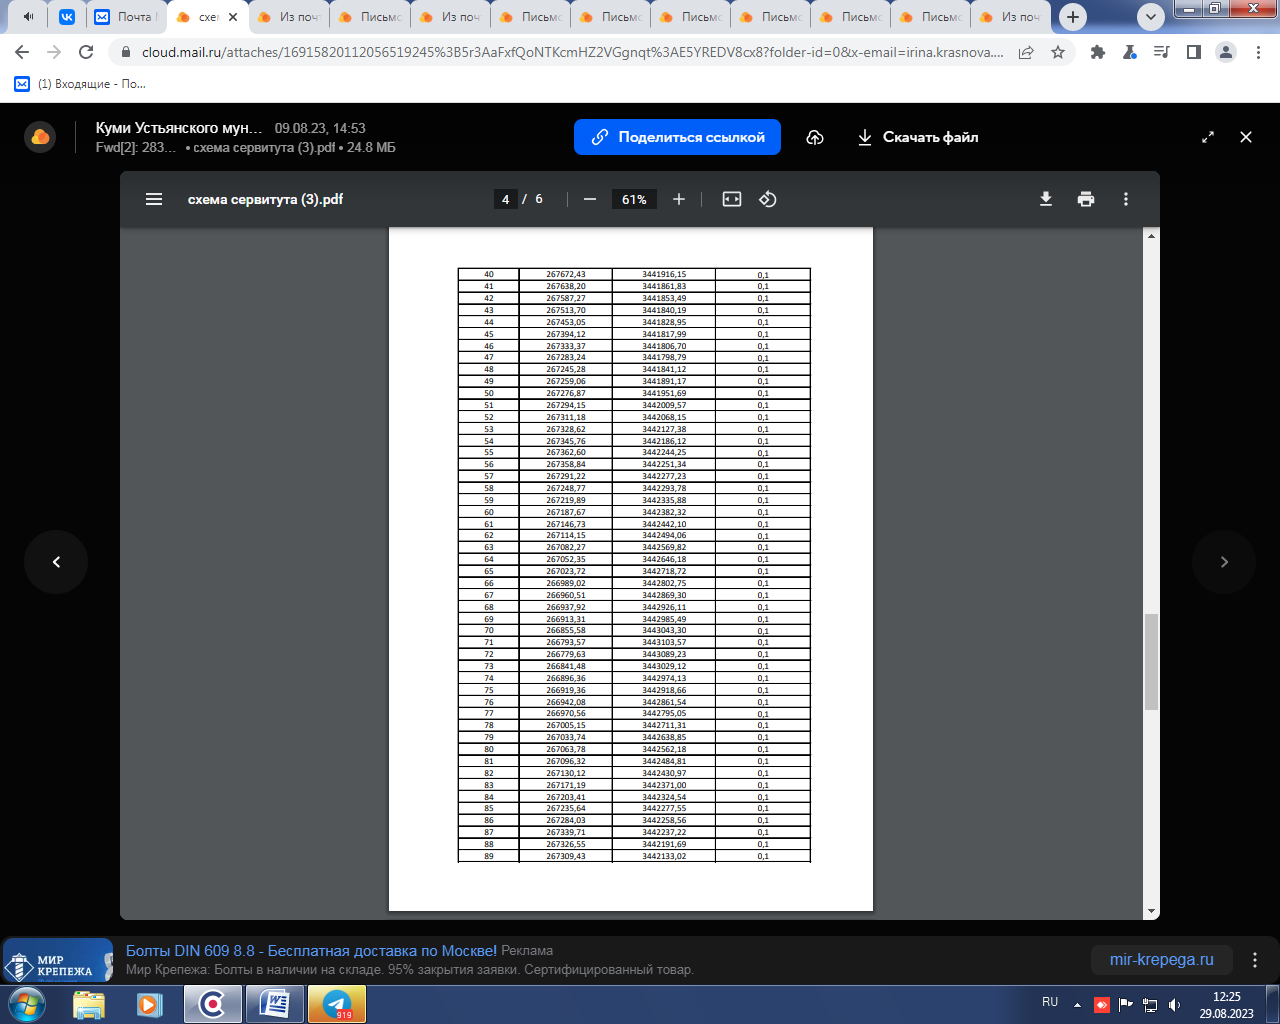 Почта М
схе
Из поч
Письмо
Из поч
Письмо
Письмо
Письмо
Письмо
Письмо
Письмо
Из поч
cloud.mail.ru/attaches/16915820112056519245%3B5r3AaFxfQoNTKcmHZ2VGgnqt%3AE5YREDV8cx8?folder-id=0&x-email=irina.krasnova....
(1) Входящие - По...
Куми Устьянского мун... 09.08.23, 14:53
Fwd[2]: 283... • схема сервитута (3).pdf • 24.8 МБ
Поделиться ссылкой
Скачать файл
схема сервитута (3).pdf
4 / 6
61%
40 267672,43 3441916,15 0,1
41 267638,20 3441861,83 0,1
42 267587,27 3441853,49 0,1
43 267513,70 3441840,19 0,1
44 267453,05 3441828,95 0,1
45 267394,12 3441817,99 0,1
46 267333,37 3441806,70 0,1
47 267283,24 3441798,79 0,1
48 267245,28 3441841,12 0,1
49 267259,06 3441891,17 0,1
50 267276,87 3441951,69 0,1
51 267294,15 3442009,57 0,1
52 267311,18 3442068,15 0,1
53 267328,62 3442127,38 0,1
54 267345,76 3442186,12 0,1
55 267362,60 3442244,25 0,1
56 267358,84 3442251,34 0,1
57 267291,22 3442277,23 0,1
58 267248,77 3442293,78 0,1
59 267219,89 3442335,88 0,1
60 267187,67 3442382,32 0,1
61 267146,73 3442442,10 0,1
62 267114,15 3442494,06 0,1
63 267082,27 3442569,82 0,1
64 267052,35 3442646,18 0,1
65 267023,72 3442718,72 0,1
66 266989,02 3442802,75 0,1
67 266960,51 3442869,30 0,1
68 266937,92 3442926,11 0,1
69 266913,31 3442985,49 0,1
70 266855,58 3443043,30 0,1
71 266793,57 3443103,57 0,1
72 266779,63 3443089,23 0,1
73 266841,48 3443029,12 0,1
74 266896,36 3442974,13 0,1
75 266919,36 3442918,66 0,1
76 266942,08 3442861,54 0,1
77 266970,56 3442795,05 0,1
78 267005,15 3442711,31 0,1
79 267033,74 3442638,85 0,1
80 267063,78 3442562,18 0,1
81 267096,32 3442484,81 0,1
82 267130,12 3442430,97 0,1
83 267171,19 3442371,00 0,1
84 267203,41 3442324,54 0,1
85 267235,64 3442277,55 0,1
86 267284,03 3442258,56 0,1
87 267339,71 3442237,22 0,1
88 267326,55 3442191,69 0,1
89 267309,43 3442133,02 0,1
МИР
КРЕПЕЖА
Болты DIN 609 8.8 - Бесплатная доставка по Москве! Реклама
Мир Крепежа: Болты в наличии на складе. 95% закрытия заявки. Сертифицированный товар.
mir-krepega.ru
919
RU
12:25
29.08.2023